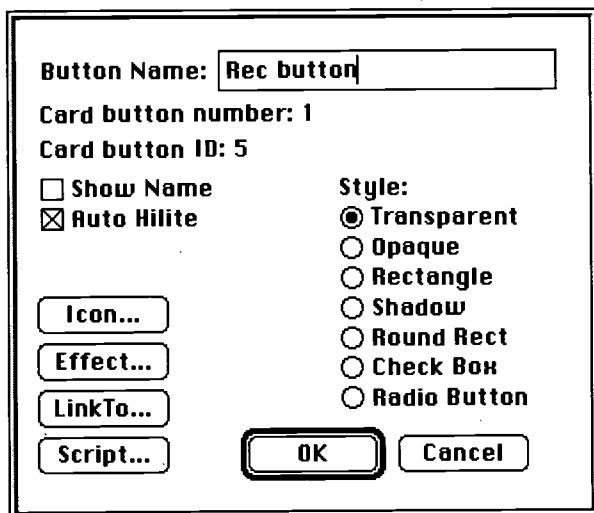 Button Name: Rec button
Card button number: 1
Card button ID: 5
Show Name
Auto Hilite
Style:
Transparent
Opaque
Rectangle
Shadow
Round Rect
Check Box
Radio Button
Icon...
Effect...
LinkTo...
Script...
OK
Cancel